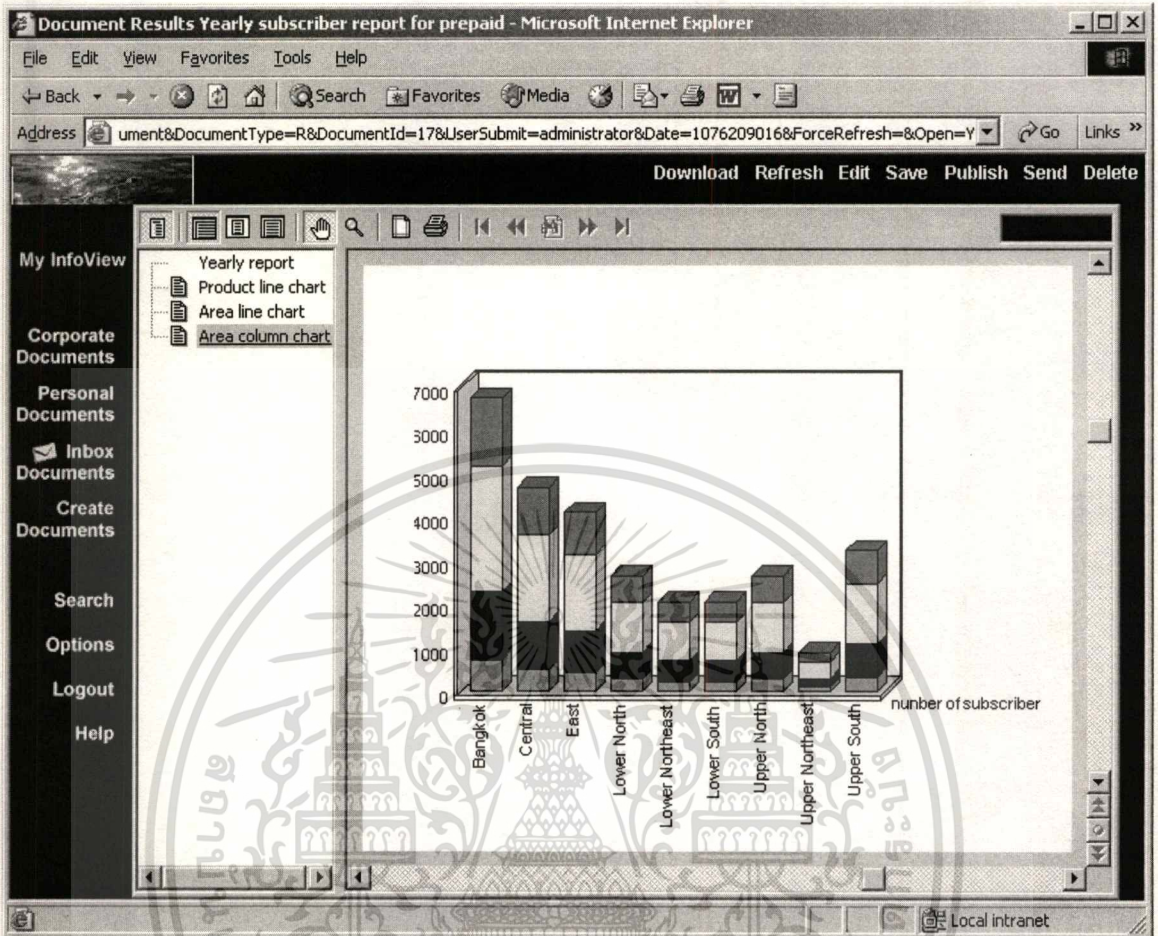 Document Results Yearly subscriber report for prepaid - Microsoft Internet Explorer
File Edit View Favorites Tools Help
Back Search Favorites Media
Address ument&DocumentType=R&DocumentId=17&UserSubmit=administrator&Date=1076209016&ForceRefresh=&Open=Y Go Links »
Download Refresh Edit Save Publish Send Delete
My InfoView
Corporate
Documents
Personal
Documents
Inbox
Documents
Create
Documents
Search
Options
Logout
Help
Yearly report
Product line chart
Area line chart
Area column chart
7000
6000
5000
4000
3000
2000
1000
0
Bangkok
Central
East
Lower North
Lower Northeast
Lower South
Upper North
Upper Northeast
Upper South
nunber of subscriber
Local intranet